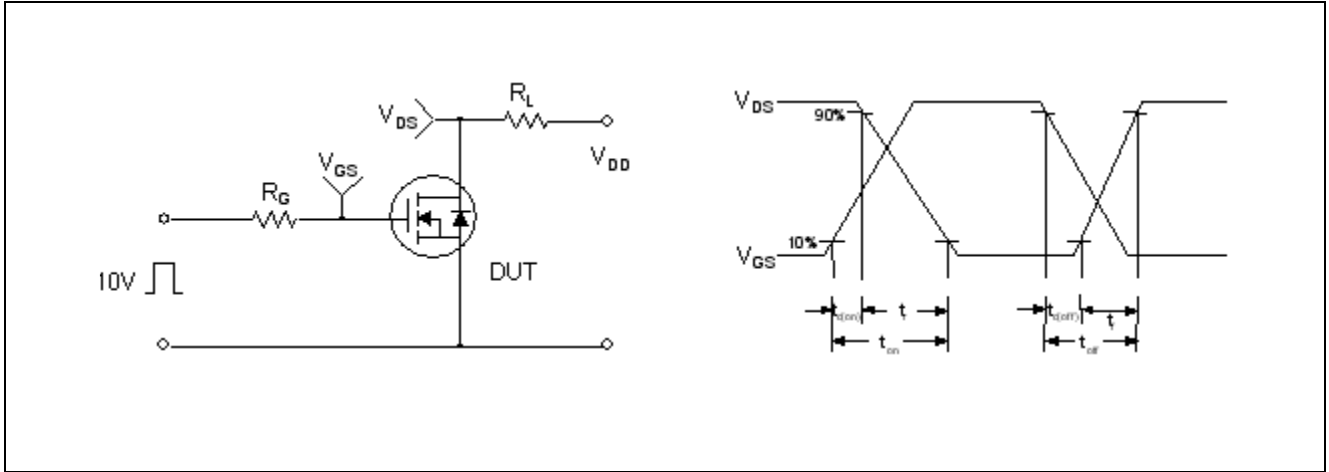 R_L
V_DS
V_DD
V_GS
R_G
10V
DUT
V_DS
90%
10%
V_GS
t_d(on)
t_d(off)
t_on
t_off